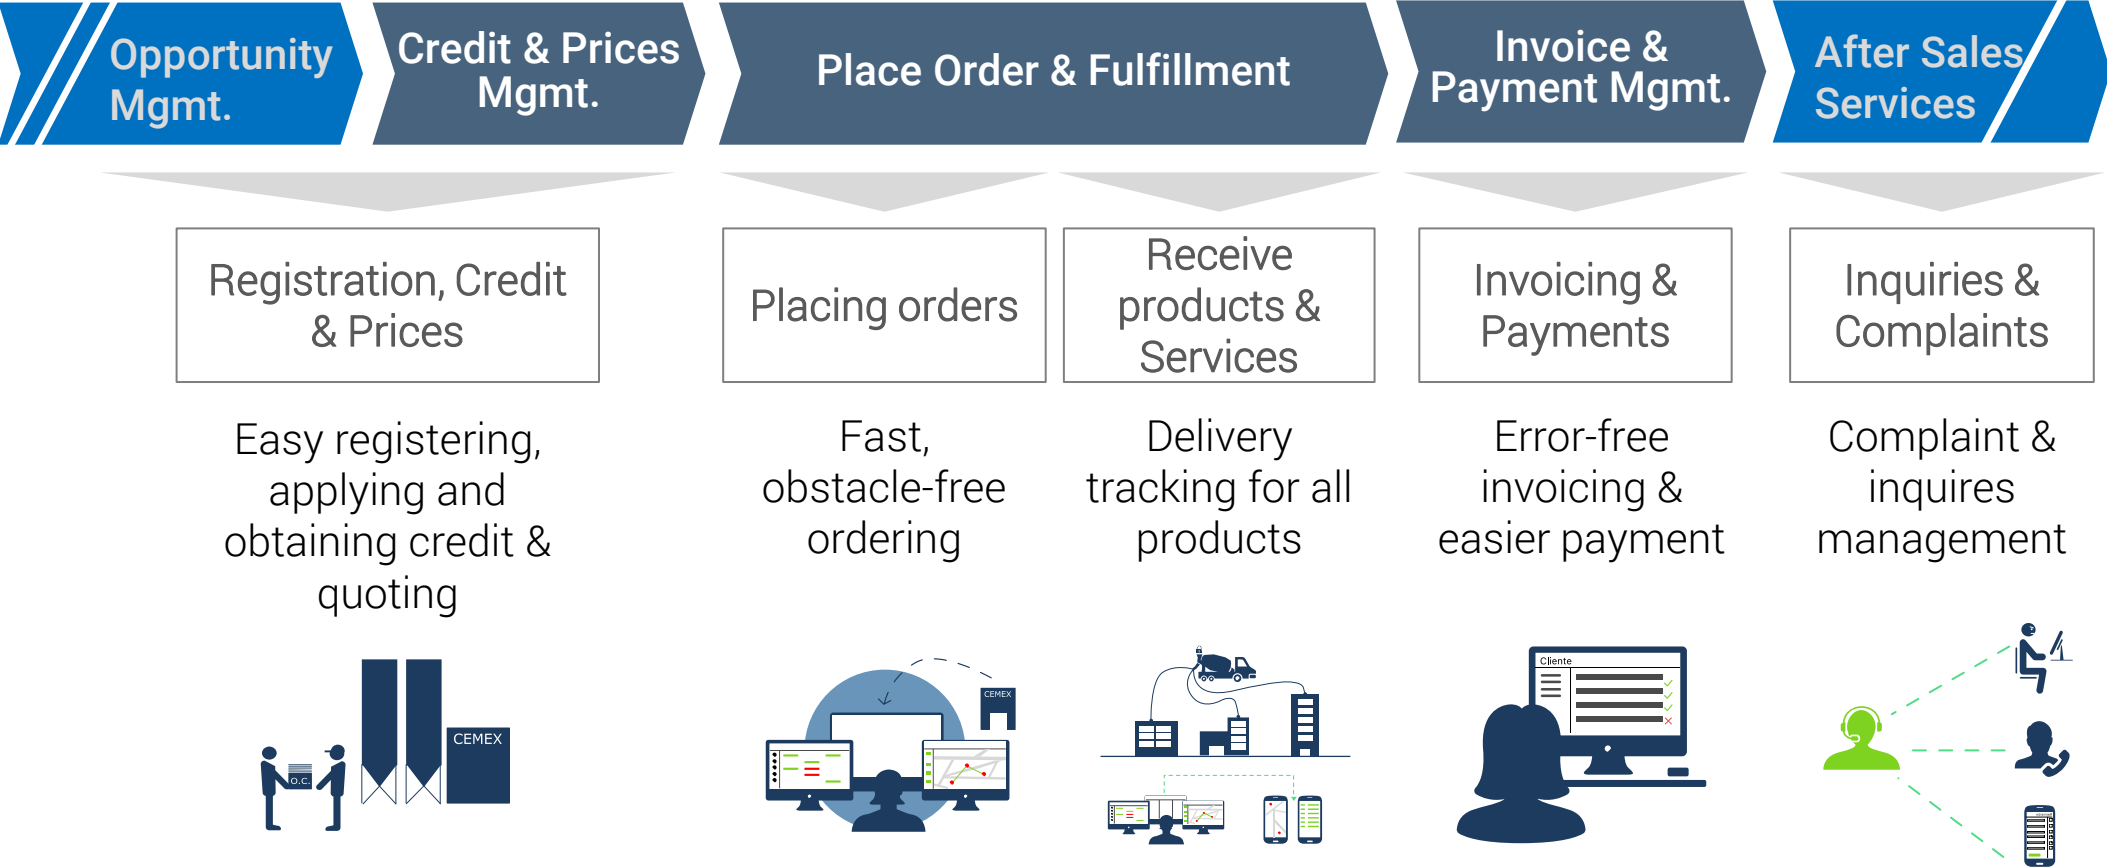 Opportunity
Mgmt.
Credit & Prices
Mgmt.
Place Order & Fulfillment
Invoice &
Payment Mgmt.
After Sales
Services
Registration, Credit
& Prices
Placing orders
Receive
products &
Services
Invoicing &
Payments
Inquiries &
Complaints
Easy registering,
applying and
obtaining credit &
quoting
Fast,
obstacle-free
ordering
Delivery
tracking for all
products
Error-free
invoicing &
easier payment
Complaint &
inquires
management
O.C.
CEMEX
CEMEX
Cliente